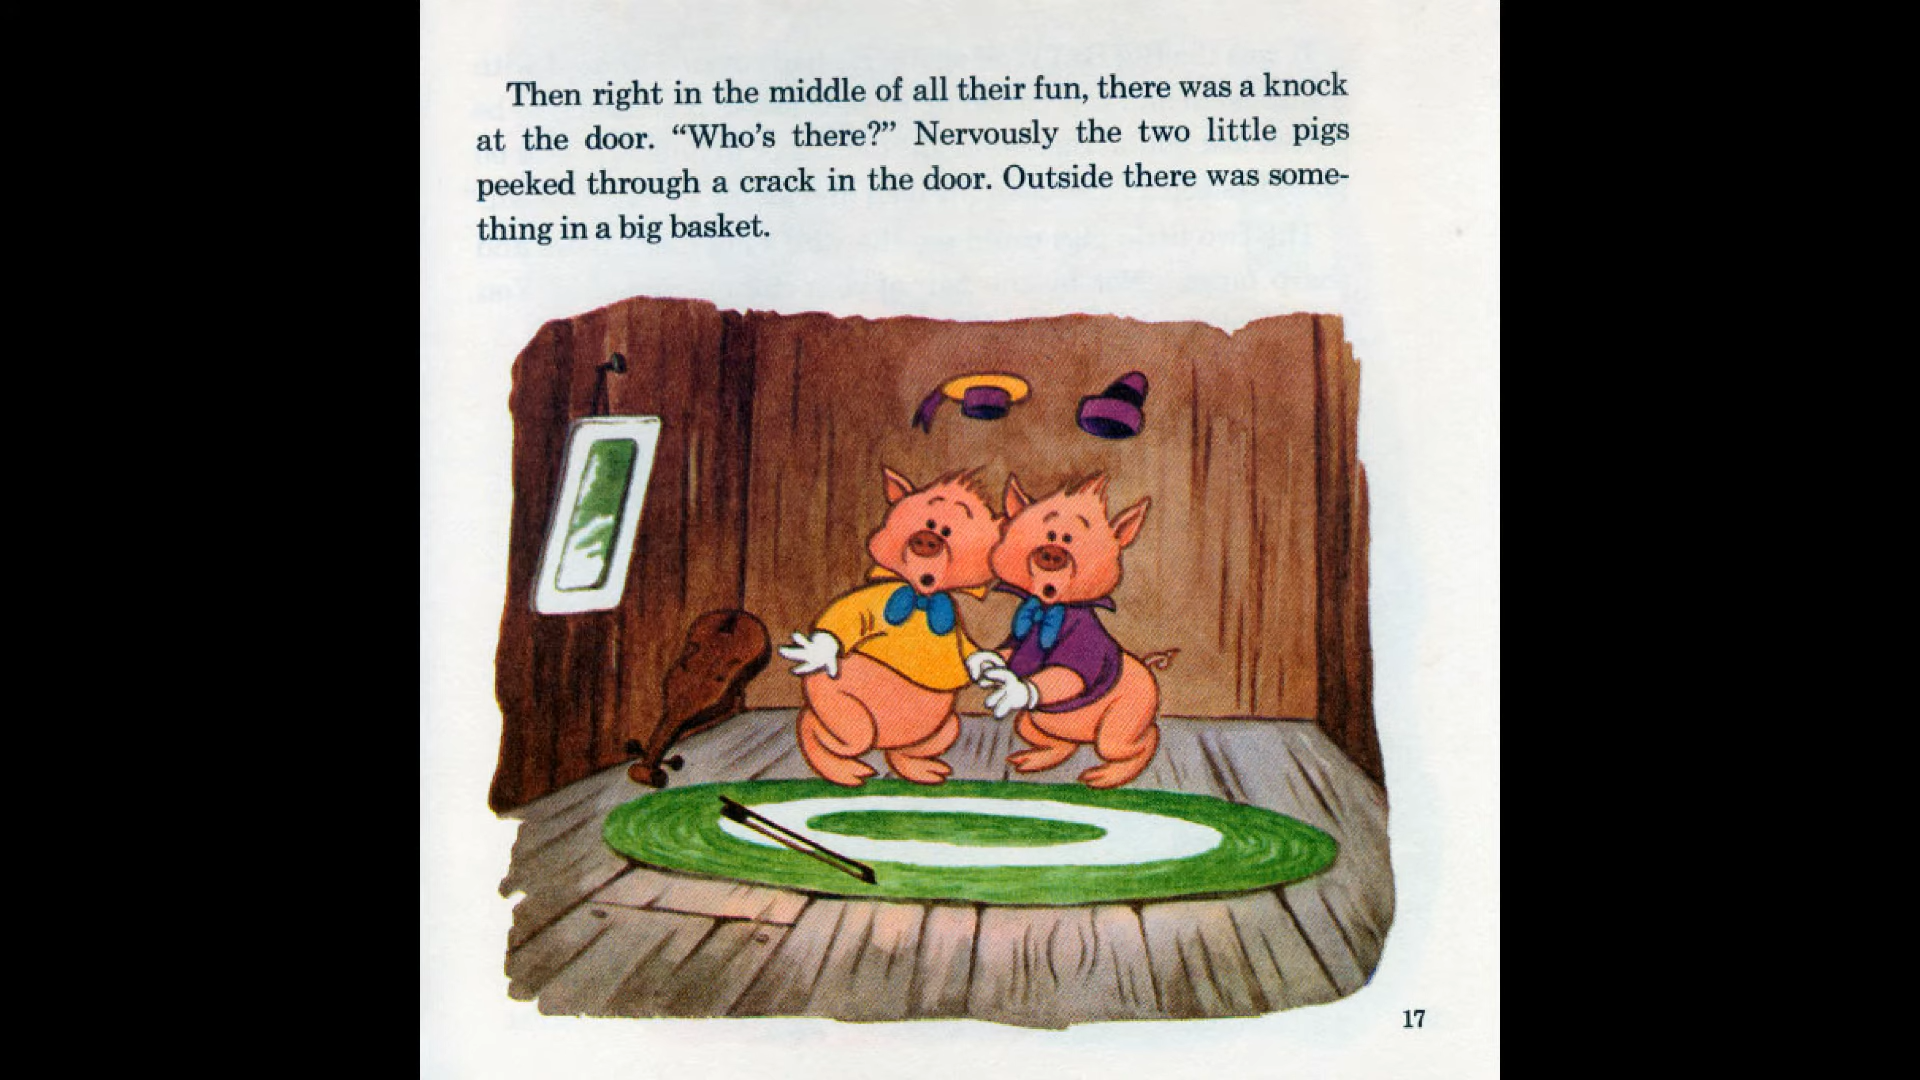 Then right in the middle of all their fun, there was a knock
at the door. “Who’s there?” Nervously the two little pigs
peeked through a crack in the door. Outside there was some-
thing in a big basket.
17